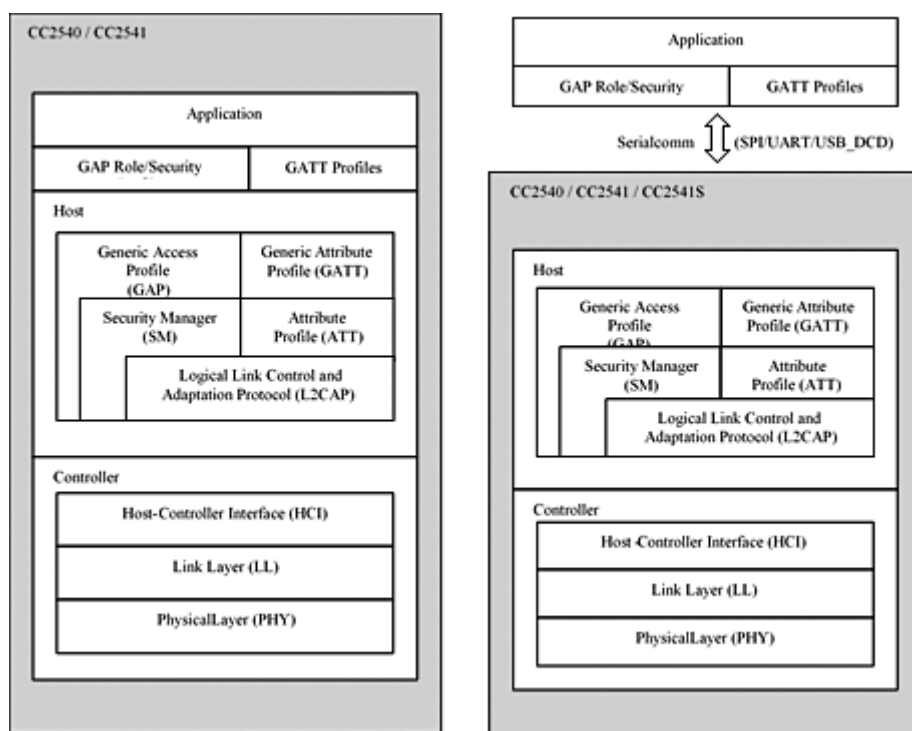 CC2540 / CC2541
Application
GAP Role/Security
GATT Profiles
Host
Generic Access
Profile
(GAP)
Generic Attribute
Profile (GATT)
Security Manager
(SM)
Attribute
Profile (ATT)
Logical Link Control and
Adaptation Protocol (L2CAP)
Controller
Host-Controller Interface (HCI)
Link Layer (LL)
PhysicalLayer (PHY)
Application
GAP Role/Security
GATT Profiles
Serialcomm
(SPI/UART/USB_DCD)
CC2540 / CC2541 / CC2541S
Host
Generic Access
Profile
(GAP)
Generic Attribute
Profile (GATT)
Security Manager
(SM)
Attribute
Profile (ATT)
Logical Link Control and
Adaptation Protocol (L2CAP)
Controller
Host-Controller Interface (HCI)
Link Layer (LL)
PhysicalLayer (PHY)